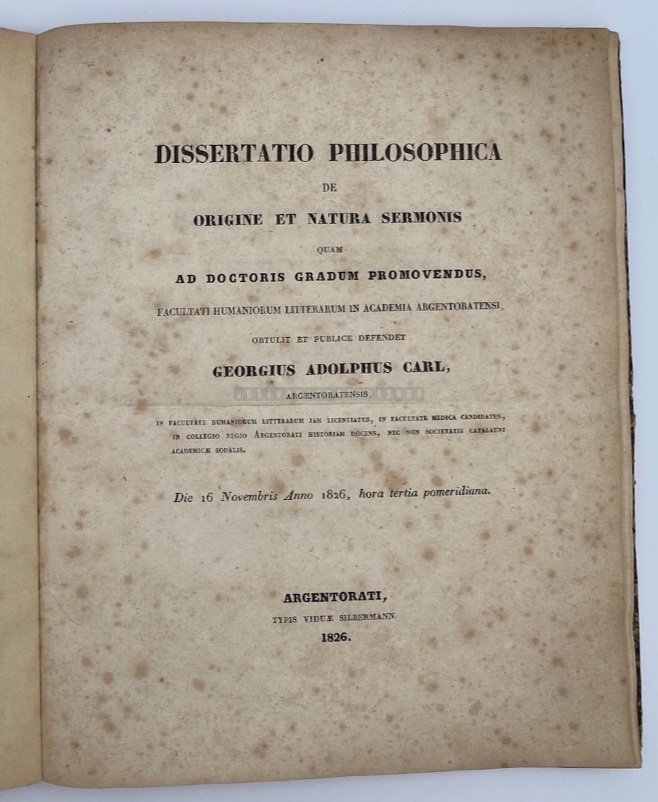 DISSERTATIO PHILOSOPHICA
DE
ORIGINE ET NATURA SERMONIS
QUAM
AD DOCTORIS GRADUM PROMOVENDUS,
FACULTATI HUMANIORUM LITTERARUM IN ACADEMIA ARGENTORATENSI,
OBTULIT ET PUBLICE DEFENDET
GEORGIUS ADOLPHUS CARL,
ARGENTORATENSIS,
IN FACULTATE HUMANIORUM LITTERARUM JAM LICENTIATUS, IN FACULTATE MEDICA CANDIDATUS,
IN COLLEGIO REGIO ARGENTORATI HISTORIAM DOCENS, NEC NON SOCIETATIS CATALAUNI
ACADEMICÆ SODALIS.
Die 16 Novembris Anno 1826, hora tertia pomeridiana.
ARGENTORATI,
TYPIS VIDUÆ SILBERMANN.
1826.